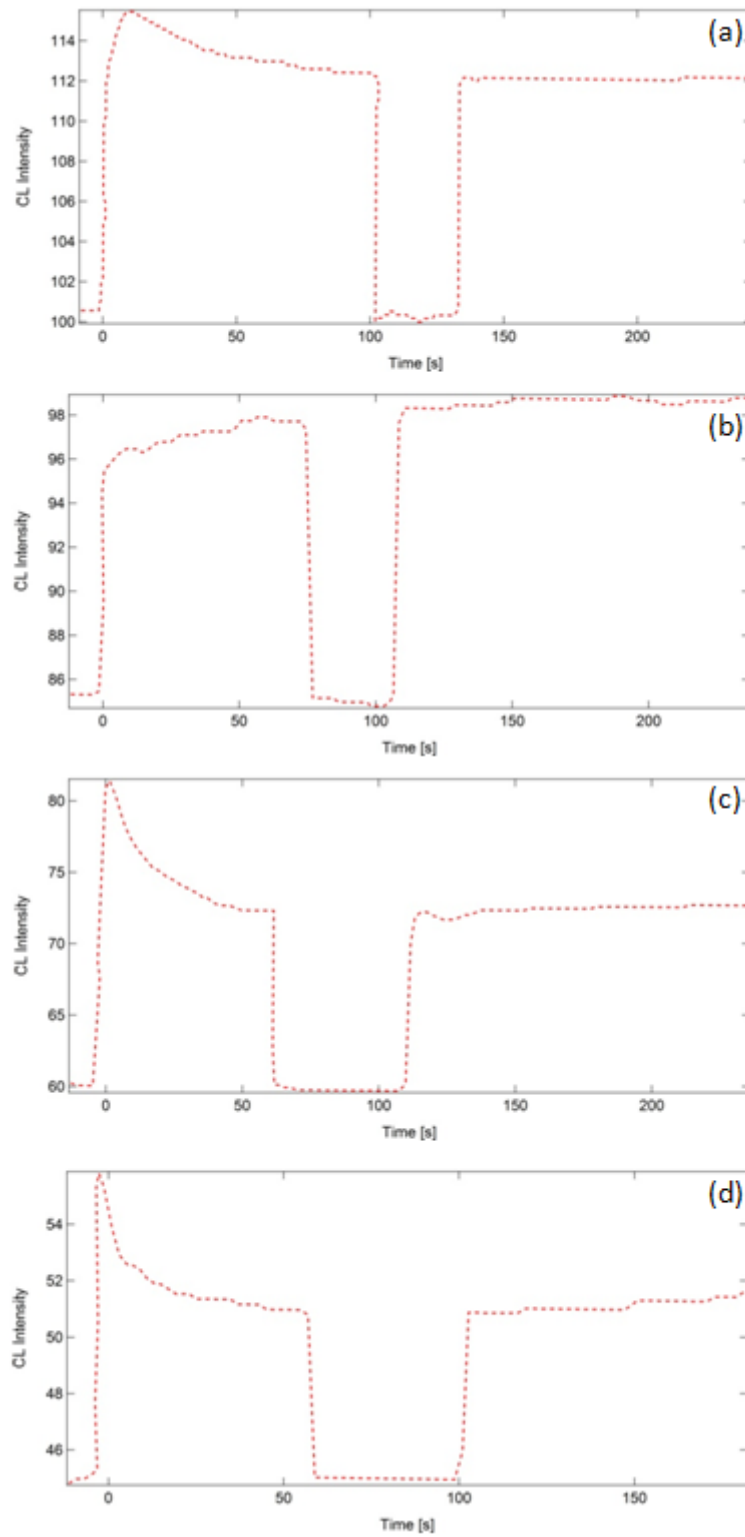 (a)
114
112
110
108
106
104
102
100
CL Intensity
0 50 100 150 200
Time [s]
(b)
98
96
94
92
90
88
86
CL Intensity
0 50 100 150 200
Time [s]
(c)
80
75
70
65
60
CL Intensity
0 50 100 150 200
Time [s]
(d)
54
52
50
48
46
CL Intensity
0 50 100 150
Time [s]